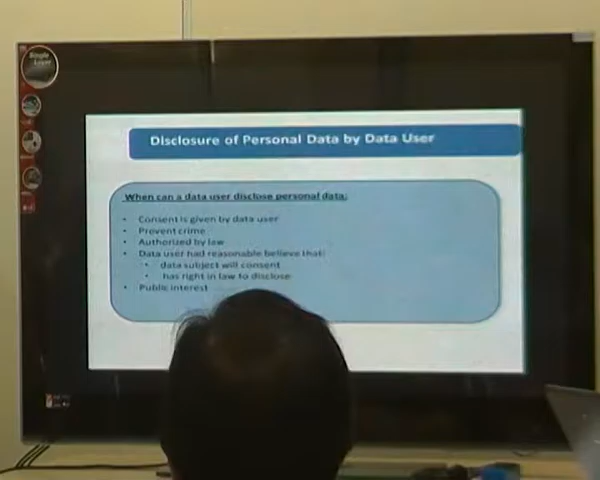 Disclosure of Personal Data by Data User
When can a data user disclose personal data:
• Consent is given by data user
• Prevent crime
• Authorized by law
• Data user had reasonable believe that:
• data subject will consent
• has right in law to disclose
• Public interest